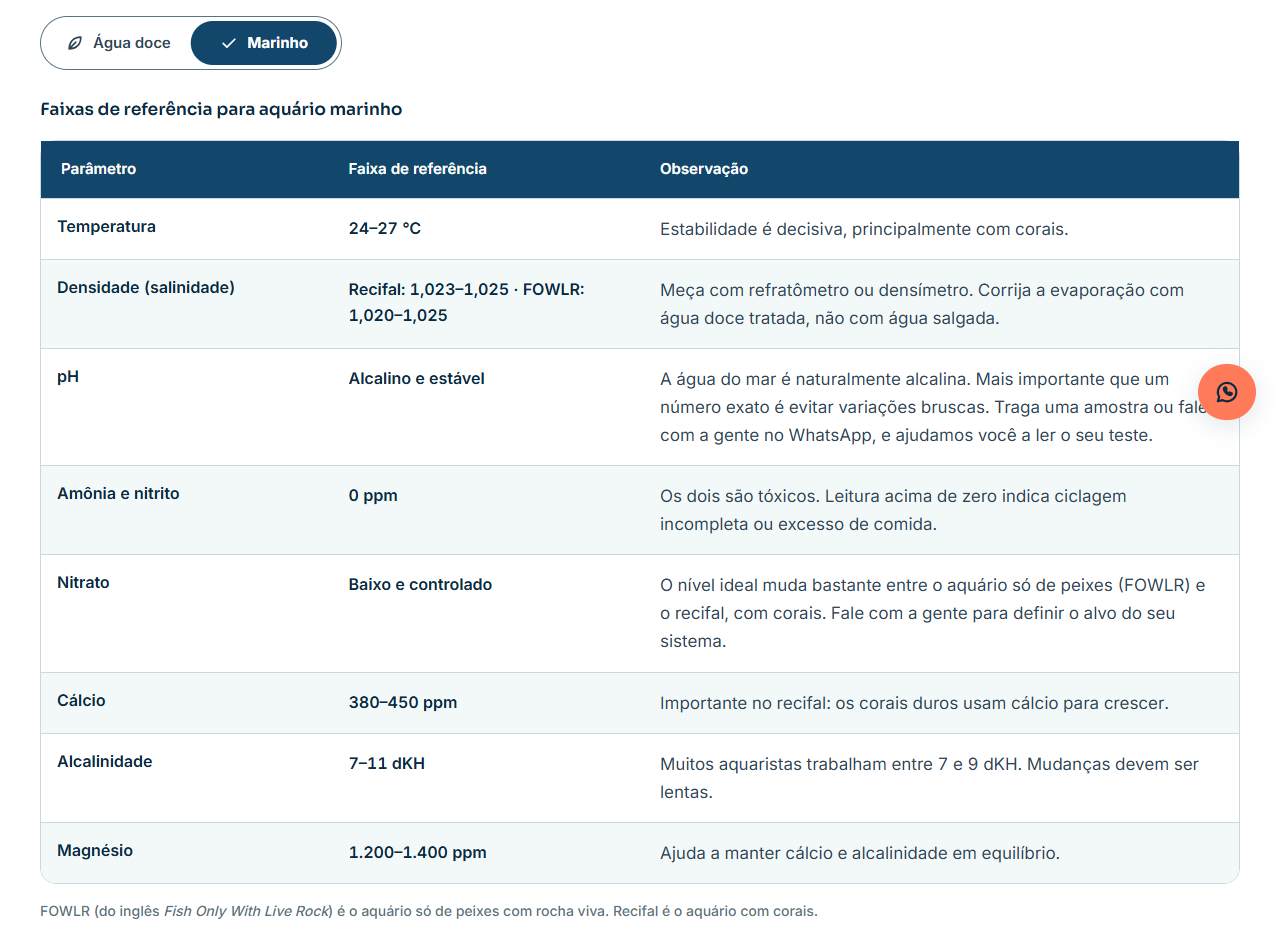 Água doce
Marinho
Faixas de referência para aquário marinho
Parâmetro
Faixa de referência
Observação
Temperatura
24–27 °C
Estabilidade é decisiva, principalmente com corais.
Densidade (salinidade)
Recifal: 1,023–1,025 · FOWLR:
1,020–1,025
Meça com refratômetro ou densímetro. Corrija a evaporação com
água doce tratada, não com água salgada.
pH
Alcalino e estável
A água do mar é naturalmente alcalina. Mais importante que um
número exato é evitar variações bruscas. Traga uma amostra ou fale
com a gente no WhatsApp, e ajudamos você a ler o seu teste.
Amônia e nitrito
0 ppm
Os dois são tóxicos. Leitura acima de zero indica ciclagem
incompleta ou excesso de comida.
Nitrato
Baixo e controlado
O nível ideal muda bastante entre o aquário só de peixes (FOWLR) e
o recifal, com corais. Fale com a gente para definir o alvo do seu
sistema.
Cálcio
380–450 ppm
Importante no recifal: os corais duros usam cálcio para crescer.
Alcalinidade
7–11 dKH
Muitos aquaristas trabalham entre 7 e 9 dKH. Mudanças devem ser
lentas.
Magnésio
1.200–1.400 ppm
Ajuda a manter cálcio e alcalinidade em equilíbrio.
FOWLR (do inglês Fish Only With Live Rock) é o aquário só de peixes com rocha viva. Recifal é o aquário com corais.